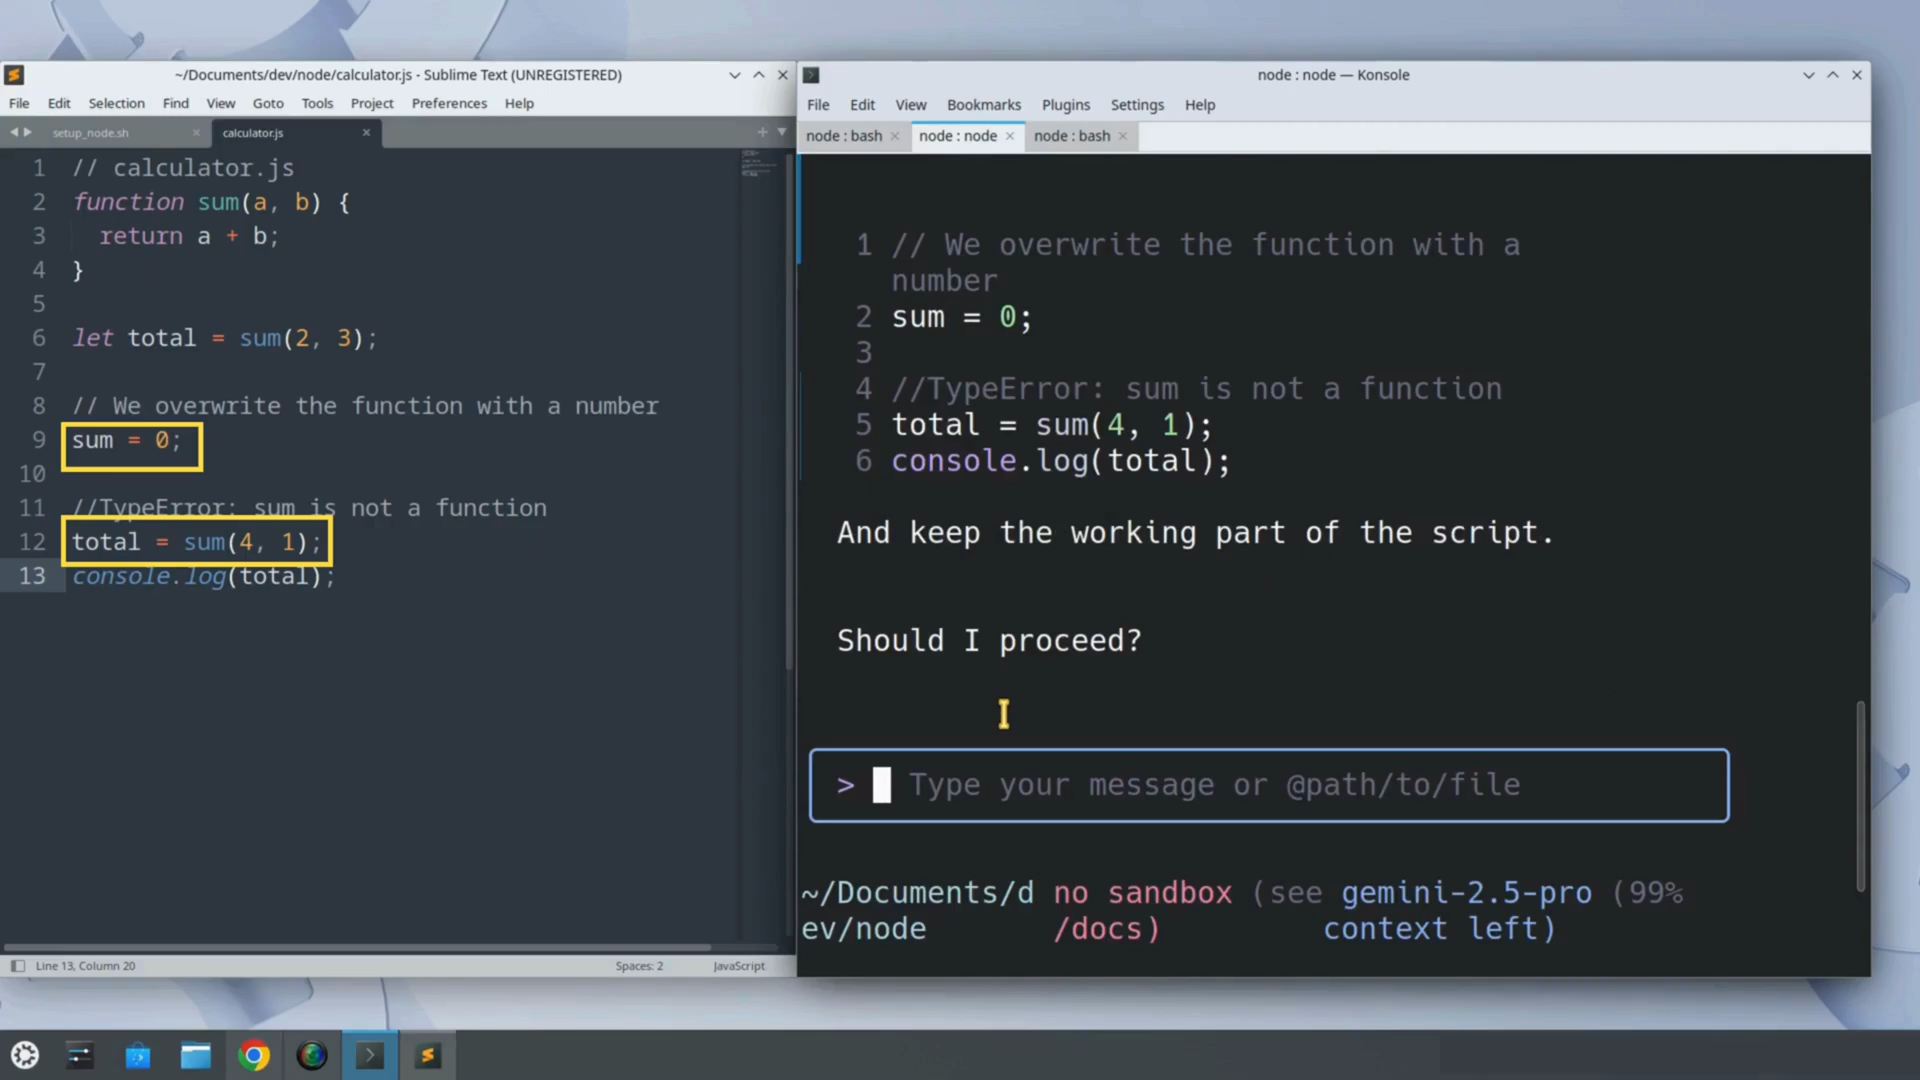 ~/Documents/dev/node/calculator.js - Sublime Text (UNREGISTERED)
File Edit Selection Find View Goto Tools Project Preferences Help
setup_node.sh calculator.js
1 // calculator.js
2 function sum(a, b) {
3 return a + b;
4 }
5
6 let total = sum(2, 3);
7
8 // We overwrite the function with a number
9 sum = 0;
10
11 //TypeError: sum is not a function
12 total = sum(4, 1);
13 console.log(total);
Line 13, Column 20 Spaces: 2 JavaScript
node : node — Konsole
File Edit View Bookmarks Plugins Settings Help
node : bash node : node node : bash
1 // We overwrite the function with a
number
2 sum = 0;
3
4 //TypeError: sum is not a function
5 total = sum(4, 1);
6 console.log(total);
And keep the working part of the script.
Should I proceed?
> Type your message or @path/to/file
~/Documents/d no sandbox (see gemini-2.5-pro (99%
ev/node /docs) context left)